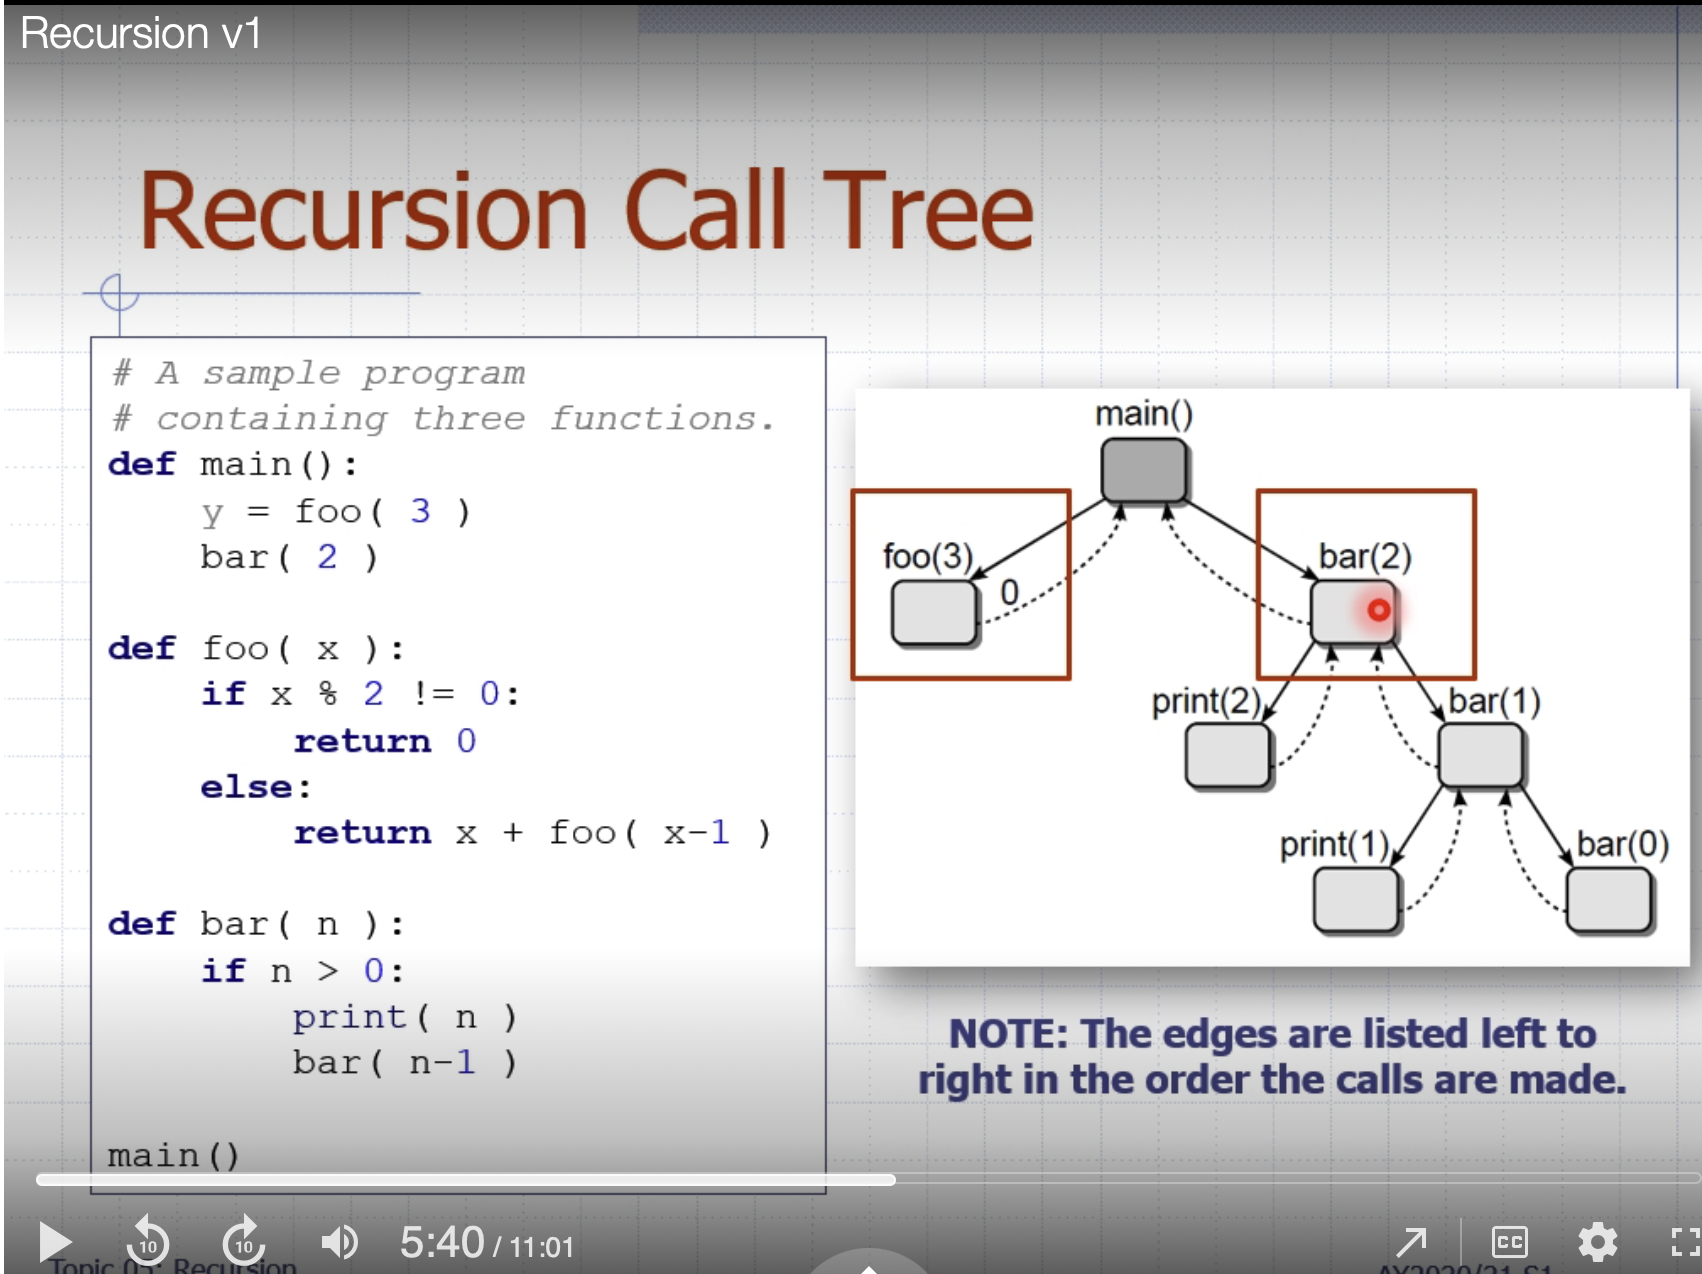 Recursion v1
Recursion Call Tree
# A sample program
# containing three functions.
def main():
y = foo( 3 )
bar( 2 )
def foo( x ):
if x % 2 != 0:
return 0
else:
return x + foo( x-1 )
def bar( n ):
if n > 0:
print( n )
bar( n-1 )
main()
main()
foo(3)
0
bar(2)
print(2)
bar(1)
print(1)
bar(0)
NOTE: The edges are listed left to
right in the order the calls are made.
10
10
5:40 / 11:01
CC
Topic 05: Recursion
AY2020/21 S1